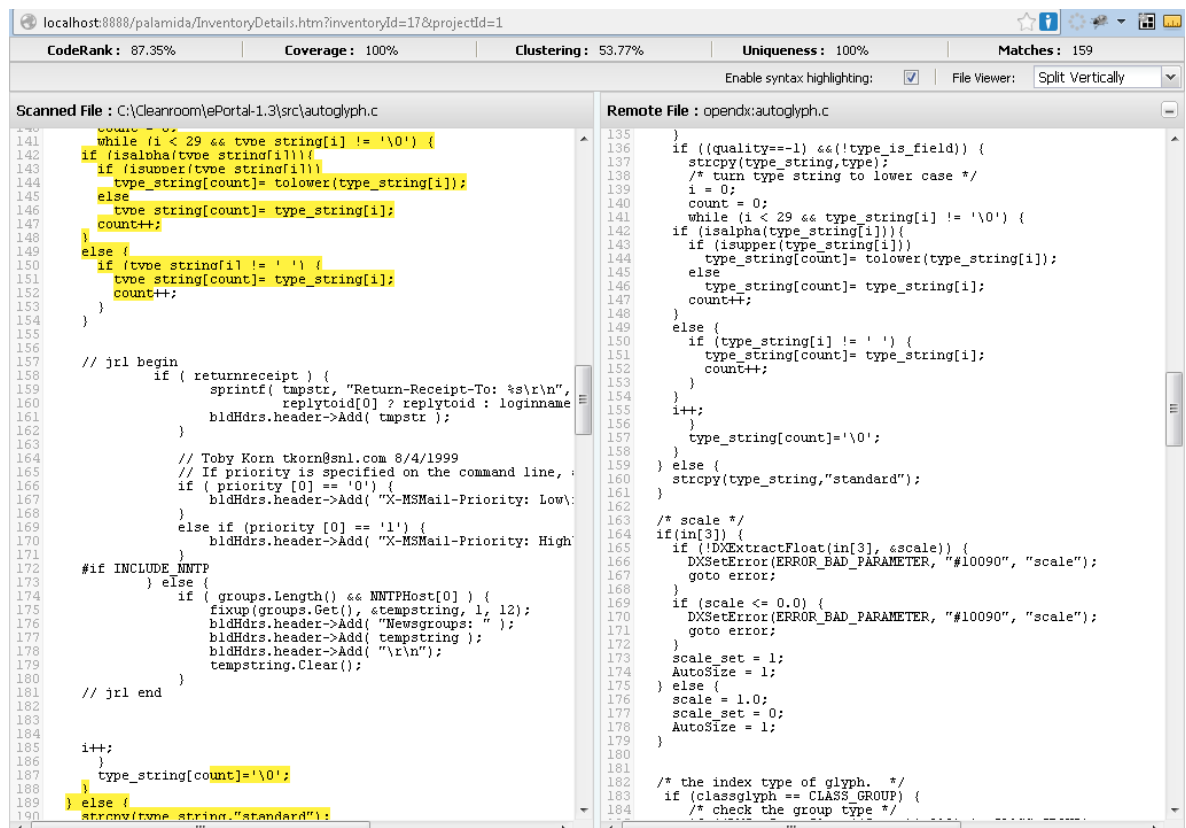 localhost:8888/palamida/InventoryDetails.htm?inventoryId=17&projectId=1
CodeRank : 87.35% Coverage : 100% Clustering : 53.77% Uniqueness : 100% Matches : 159
Enable syntax highlighting: File Viewer: Split Vertically
Scanned File : C:\Cleanroom\ePortal-1.3\src\autoglyph.c
140 count = 0;
141 while (i < 29 && type_string[i] != '\0') {
142 if (isalpha(type_string[i])){
143 if (isupper(type_string[i]))
144 type_string[count]= tolower(type_string[i]);
145 else
146 type_string[count]= type_string[i];
147 count++;
148 }
149 else {
150 if (type_string[i] != ' ') {
151 type_string[count]= type_string[i];
152 count++;
153 }
154 }
155
156
157 // jrl begin
158 if ( returnreceipt ) {
159 sprintf( tmpstr, "Return-Receipt-To: %s\r\n",
160 replytoid[0] ? replytoid : loginname
161 bldHdrs.header->Add( tmpstr );
162 }
163
164 // Toby Korn tkorn@snl.com 8/4/1999
165 // If priority is specified on the command line,
166 if ( priority [0] == '0') {
167 bldHdrs.header->Add( "X-MSMail-Priority: Low\
168 }
169 else if (priority [0] == '1') {
170 bldHdrs.header->Add( "X-MSMail-Priority: High
171 }
172 #if INCLUDE_NNTP
173 } else {
174 if ( groups.Length() && NNTPHost[0] ) {
175 fixup(groups.Get(), &tempstring, 1, 12);
176 bldHdrs.header->Add( "Newsgroups: " );
177 bldHdrs.header->Add( tempstring );
178 bldHdrs.header->Add( "\r\n");
179 tempstring.Clear();
180 }
181 // jrl end
182
183
184
185 i++;
186 }
187 type_string[count]='\0';
188 }
189 } else {
190 strcpy(type_string,"standard");
Remote File : opendx:autoglyph.c
135 }
136 if ((quality==-1) &&(!type_is_field)) {
137 strcpy(type_string,type);
138 /* turn type string to lower case */
139 i = 0;
140 count = 0;
141 while (i < 29 && type_string[i] != '\0') {
142 if (isalpha(type_string[i])){
143 if (isupper(type_string[i]))
144 type_string[count]= tolower(type_string[i]);
145 else
146 type_string[count]= type_string[i];
147 count++;
148 }
149 else {
150 if (type_string[i] != ' ') {
151 type_string[count]= type_string[i];
152 count++;
153 }
154 }
155 i++;
156 }
157 type_string[count]='\0';
158 }
159 } else {
160 strcpy(type_string,"standard");
161 }
162
163 /* scale */
164 if(in[3]) {
165 if (!DXExtractFloat(in[3], &scale)) {
166 DXSetError(ERROR_BAD_PARAMETER, "#10090", "scale");
167 goto error;
168 }
169 if (scale <= 0.0) {
170 DXSetError(ERROR_BAD_PARAMETER, "#10090", "scale");
171 goto error;
172 }
173 scale_set = 1;
174 AutoSize = 1;
175 } else {
176 scale = 1.0;
177 scale_set = 0;
178 AutoSize = 1;
179 }
180
181
182 /* the index type of glyph. */
183 if (classglyph == CLASS_GROUP) {
184 /* check the group type */